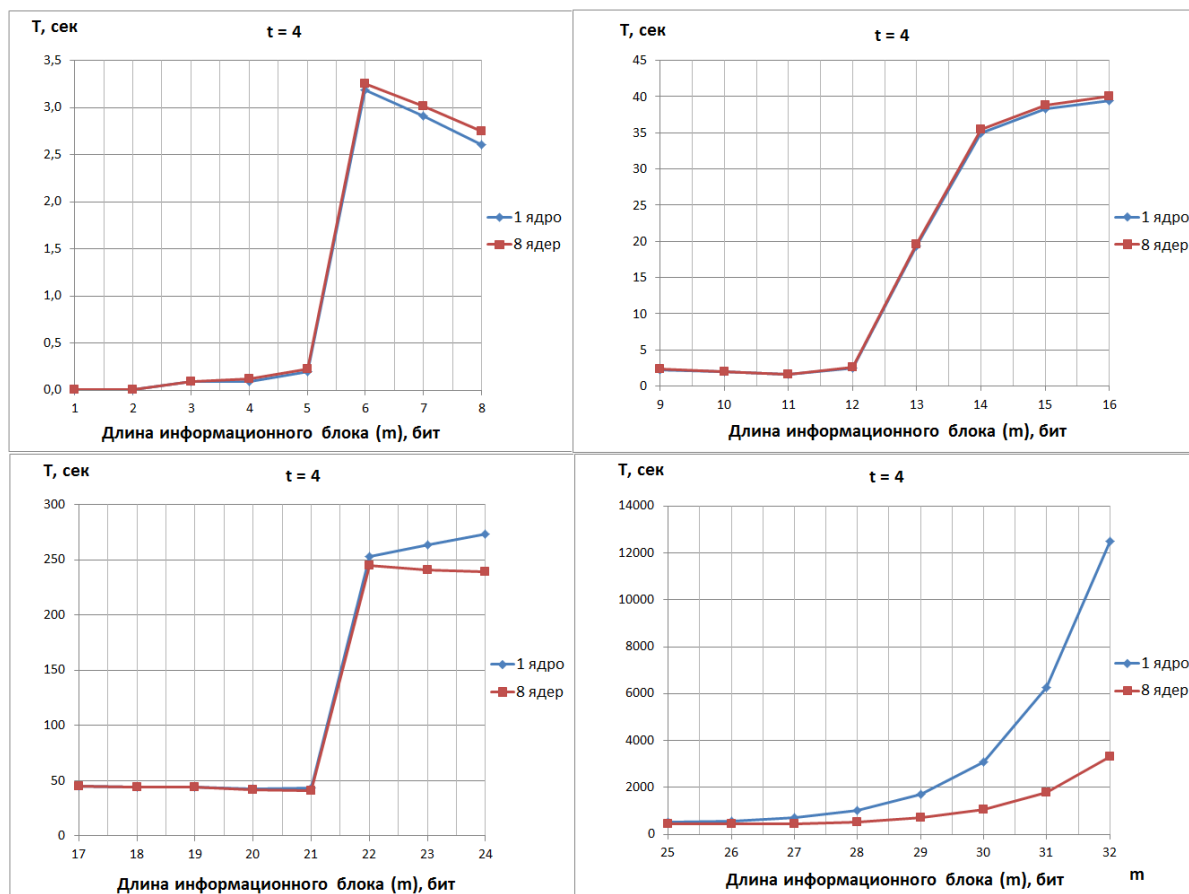 Т, сек
t = 4
3,5
3,0
2,5
2,0
1,5
1,0
0,5
0,0
1 2 3 4 5 6 7 8
1 ядро
8 ядер
Длина информационного блока (m), бит
Т, сек
t = 4
45
40
35
30
25
20
15
10
5
0
9 10 11 12 13 14 15 16
1 ядро
8 ядер
Длина информационного блока (m), бит
Т, сек
t = 4
300
250
200
150
100
50
0
17 18 19 20 21 22 23 24
1 ядро
8 ядер
Длина информационного блока (m), бит
Т, сек
t = 4
14000
12000
10000
8000
6000
4000
2000
0
25 26 27 28 29 30 31 32
1 ядро
8 ядер
Длина информационного блока (m), бит
m